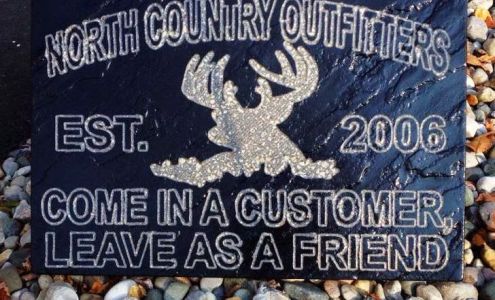 NORTH COUNTRY OUTFITTERS
EST. 2006
COME IN A CUSTOMER,
LEAVE AS A FRIEND